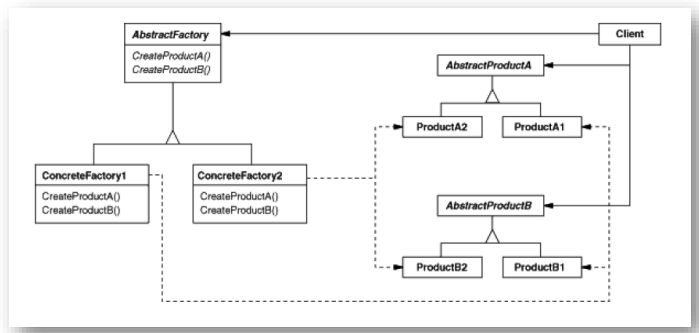 AbstractFactory
CreateProductA()
CreateProductB()
Client
AbstractProductA
ProductA2
ProductA1
ConcreteFactory1
CreateProductA()
CreateProductB()
ConcreteFactory2
CreateProductA()
CreateProductB()
AbstractProductB
ProductB2
ProductB1